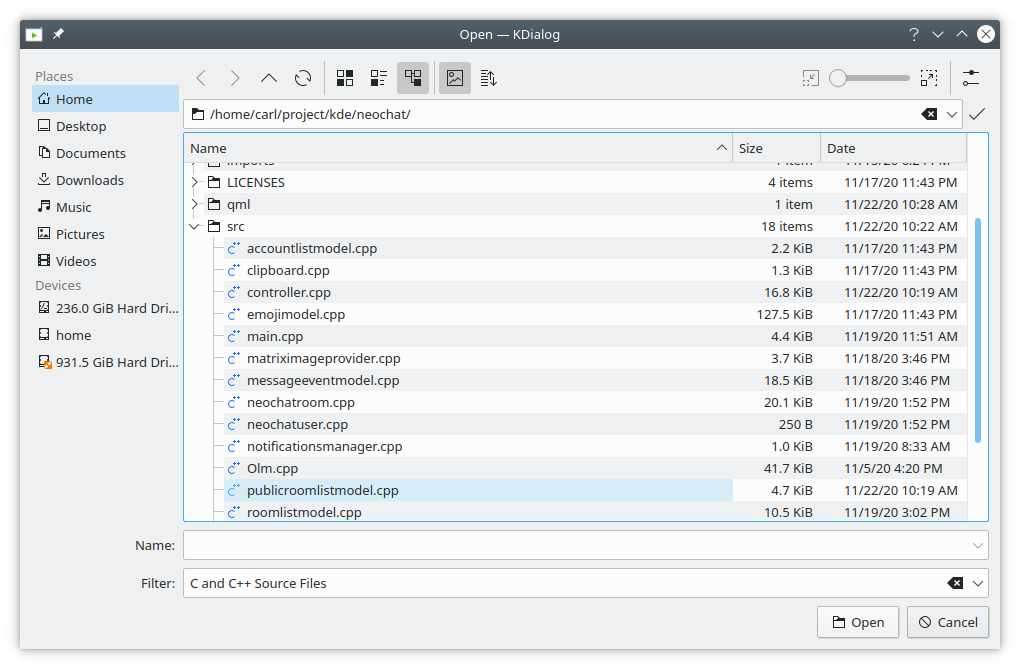 Open — KDialog
Places
Home
Desktop
Documents
Downloads
Music
Pictures
Videos
Devices
236.0 GiB Hard Dri...
home
931.5 GiB Hard Dri...
/home/carl/project/kde/neochat/
Name Size Date
imports 1 item
LICENSES 4 items 11/17/20 11:43 PM
qml 1 item 11/22/20 10:28 AM
src 18 items 11/22/20 10:22 AM
accountlistmodel.cpp 2.2 KiB 11/17/20 11:43 PM
clipboard.cpp 1.3 KiB 11/17/20 11:43 PM
controller.cpp 16.8 KiB 11/22/20 10:19 AM
emojimodel.cpp 127.5 KiB 11/17/20 11:43 PM
main.cpp 4.4 KiB 11/19/20 11:51 AM
matriximageprovider.cpp 3.7 KiB 11/18/20 3:46 PM
messageeventmodel.cpp 18.5 KiB 11/18/20 3:46 PM
neochatroom.cpp 20.1 KiB 11/19/20 1:52 PM
neochatuser.cpp 250 B 11/19/20 1:52 PM
notificationsmanager.cpp 1.0 KiB 11/19/20 8:33 AM
Olm.cpp 41.7 KiB 11/5/20 4:20 PM
publicroomlistmodel.cpp 4.7 KiB 11/22/20 10:19 AM
roomlistmodel.cpp 10.5 KiB 11/19/20 3:02 PM
Name:
Filter: C and C++ Source Files
Open Cancel